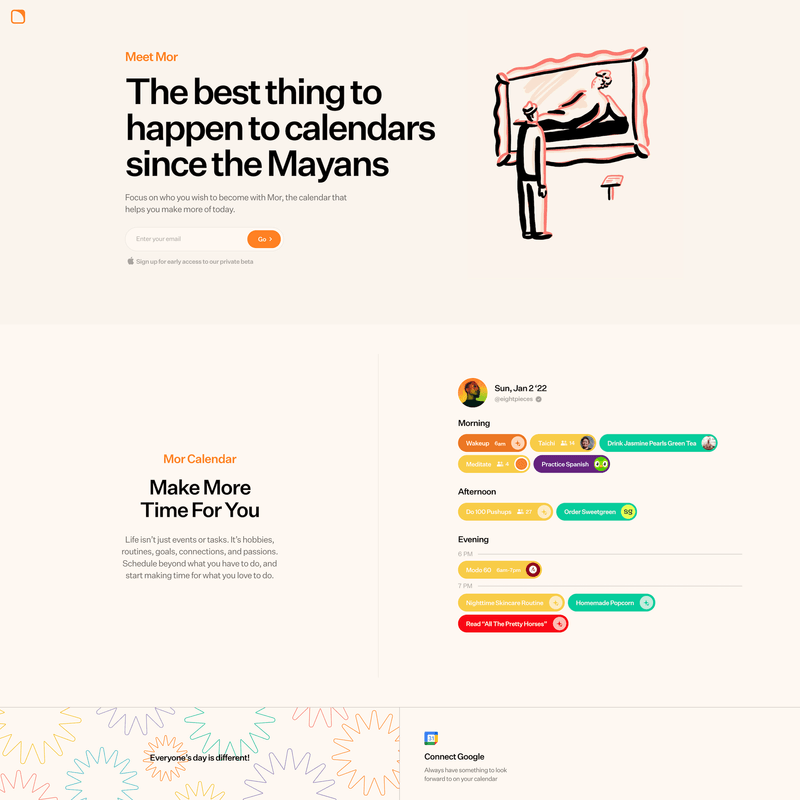 Meet Mor
The best thing to
happen to calendars
since the Mayans
Focus on who you wish to become with Mor, the calendar that
helps you make more of today.
Enter your email
Go
Sign up for early access to our private beta
Mor Calendar
Make More
Time For You
Life isn't just events or tasks. It's hobbies,
routines, goals, connections, and passions.
Schedule beyond what you have to do, and
start making time for what you love to do.
Sun, Jan 2 '22
@eightpieces
Morning
Wakeup 6am
Taichi 14
Drink Jasmine Pearls Green Tea
Meditate 4
Practice Spanish
Afternoon
Do 100 Pushups 27
Order Sweetgreen sg
Evening
6 PM
Modo 60 6am-7pm
7 PM
Nighttime Skincare Routine
Homemade Popcorn
Read "All The Pretty Horses"
Everyone's day is different!
31
Connect Google
Always have something to look
forward to on your calendar